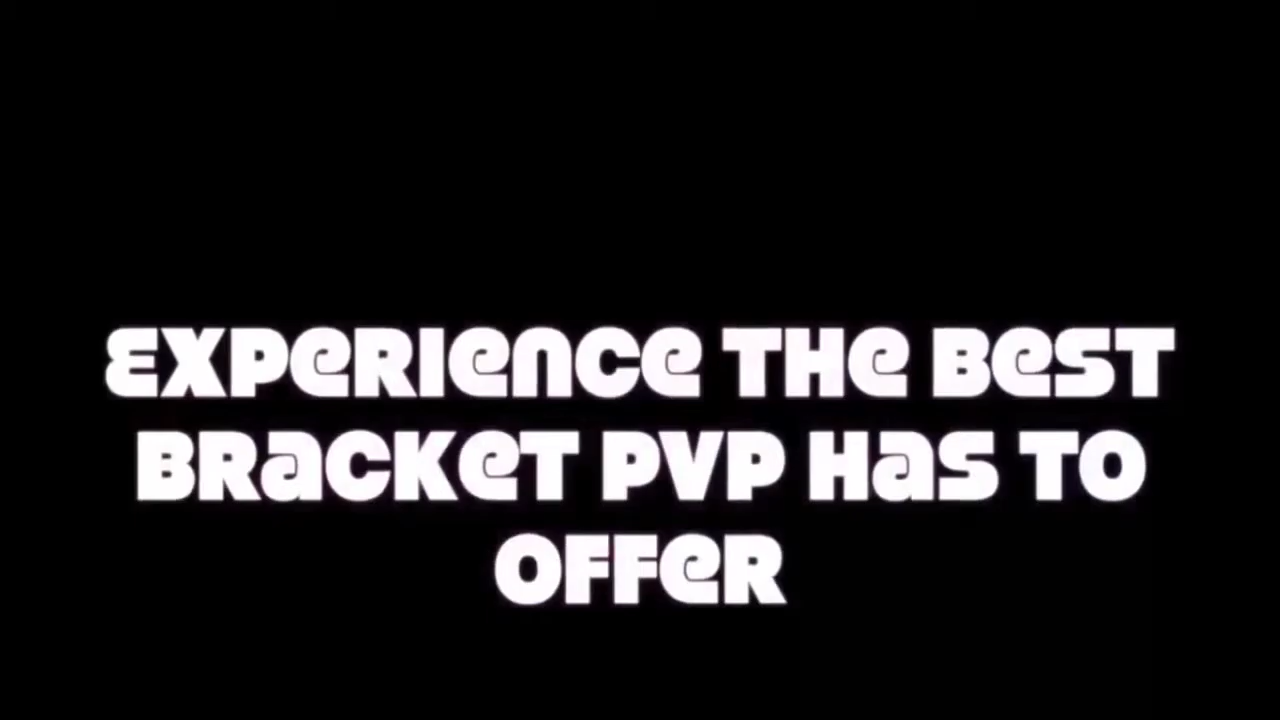 EXPERIENCE THE BEST
BRACKET PVP HAS TO
OFFER